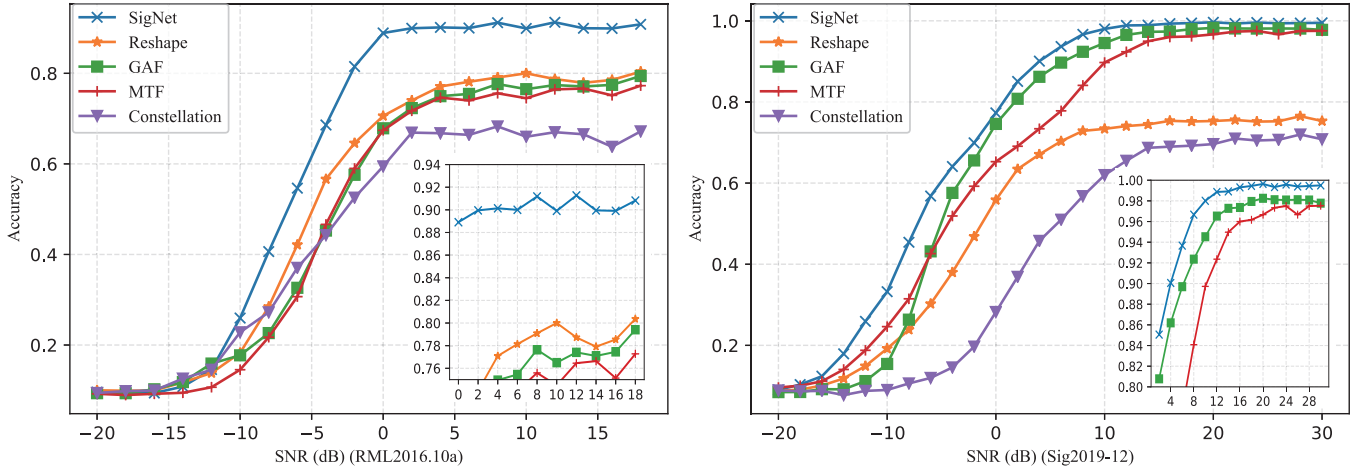 SigNet
Reshape
GAF
MTF
Constellation
Accuracy
0.8
0.6
0.4
0.2
0.94
0.92
0.90
0.88
0.86
0.84
0.82
0.80
0.78
0.76
0 2 4 6 8 10 12 14 16 18
−20 −15 −10 −5 0 5 10 15
SNR (dB) (RML2016.10a)
SigNet
Reshape
GAF
MTF
Constellation
Accuracy
1.0
0.8
0.6
0.4
0.2
1.00
0.98
0.96
0.94
0.92
0.90
0.88
0.86
0.84
0.82
0.80
4 8 12 16 20 24 28
−20 −10 0 10 20 30
SNR (dB) (Sig2019-12)